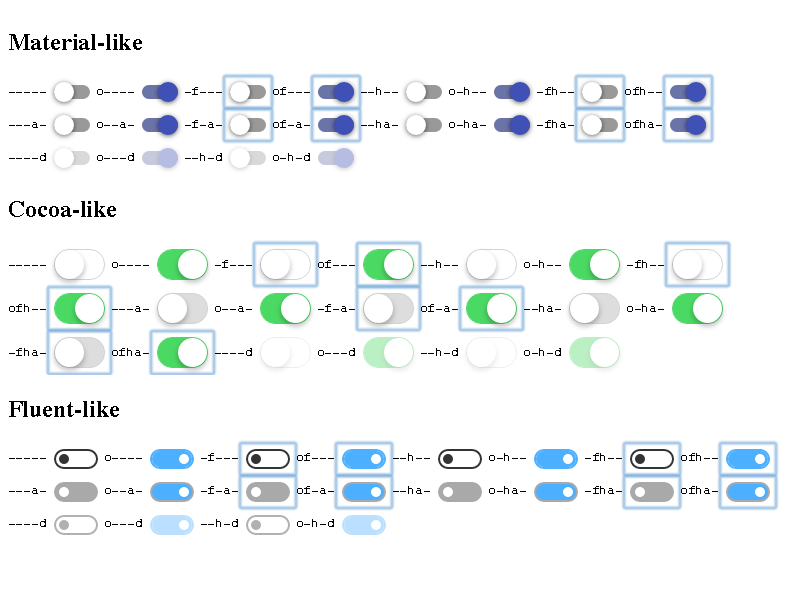 Material-like
----- o---- -f--- of--- --h-- o-h-- -fh-- ofh--
---a- o--a- -f-a- of-a- --ha- o-ha- -fha- ofha-
----d o---d --h-d o-h-d
Cocoa-like
----- o---- -f--- of--- --h-- o-h-- -fh--
ofh-- ---a- o--a- -f-a- of-a- --ha- o-ha-
-fha- ofha- ----d o---d --h-d o-h-d
Fluent-like
----- o---- -f--- of--- --h-- o-h-- -fh-- ofh--
---a- o--a- -f-a- of-a- --ha- o-ha- -fha- ofha-
----d o---d --h-d o-h-d